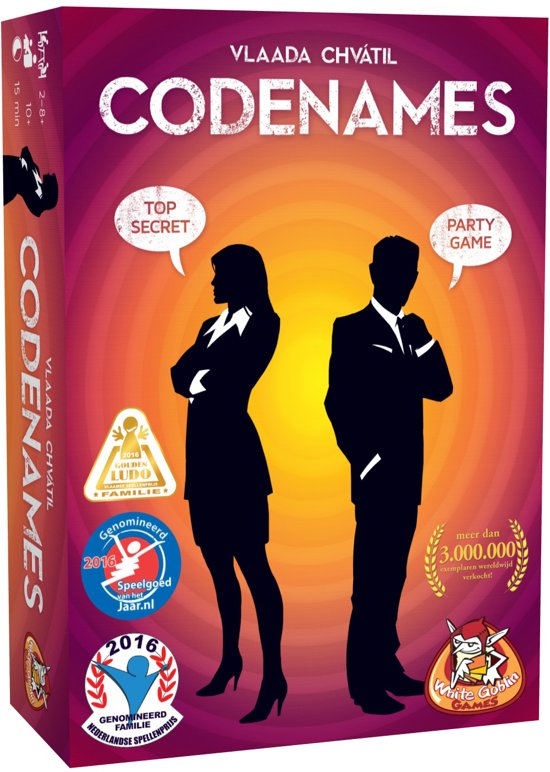 VLAADA CHVÁTIL
CODENAMES
TOP
SECRET
PARTY
GAME
2-8+
10+
15 min
VLAADA CHVÁTIL
CODENAMES
2016
GOUDEN
LUDO
VLAAMSE SPELLENPRIJS
FAMILIE
Genomineerd
2016
Speelgoed
van het
Jaar.nl
2016
GENOMINEERD
FAMILIE
NEDERLANDSE SPELLENPRIJS
meer dan
3.000.000
exemplaren wereldwijd
verkocht!
White Goblin
GAMES